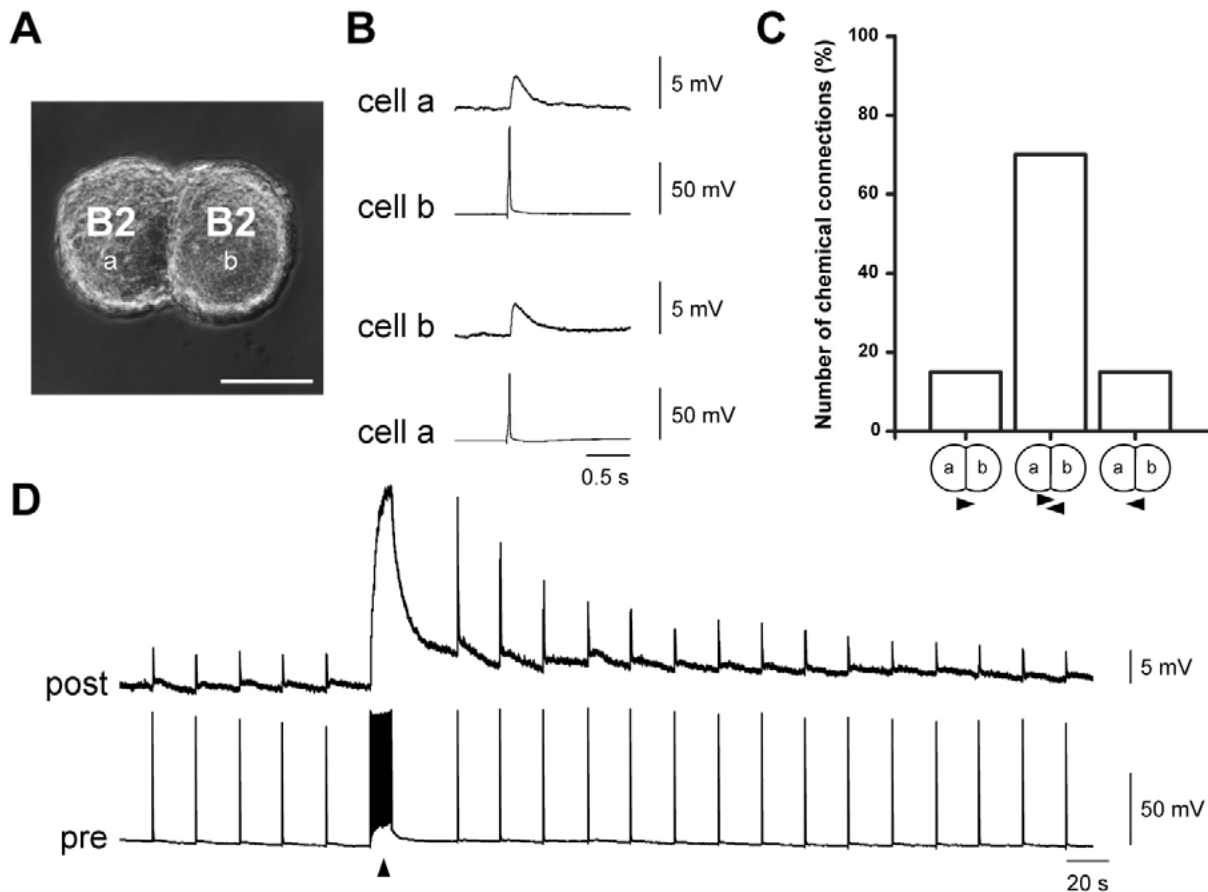 A
B2
a
B2
b
B
cell a
5 mV
cell b
50 mV
cell b
5 mV
cell a
50 mV
0.5 s
C
Number of chemical connections (%)
100
80
60
40
20
0
a b
a b
a b
D
post
5 mV
pre
50 mV
20 s